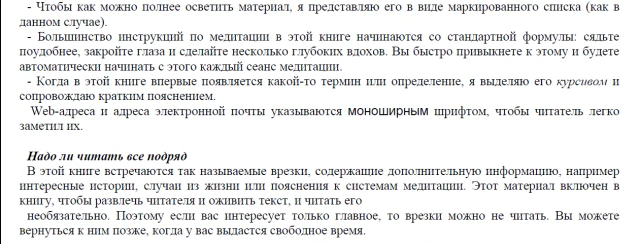 - Чтобы как можно полнее осветить материал, я представляю его в виде маркированного списка (как в
данном случае).
- Большинство инструкций по медитации в этой книге начинаются со стандартной формулы: сядьте
поудобнее, закройте глаза и сделайте несколько глубоких вдохов. Вы быстро привыкнете к этому и будете
автоматически начинать с этого каждый сеанс медитации.
- Когда в этой книге впервые появляется какой-то термин или определение, я выделяю его курсивом и
сопровождаю кратким пояснением.
Web-адреса и адреса электронной почты указываются моноширным шрифтом, чтобы читатель легко
заметил их.
Надо ли читать все подряд
В этой книге встречаются так называемые врезки, содержащие дополнительную информацию, например
интересные истории, случаи из жизни или пояснения к системам медитации. Этот материал включен в
книгу, чтобы развлечь читателя и оживить текст, и читать его
необязательно. Поэтому если вас интересует только главное, то врезки можно не читать. Вы можете
вернуться к ним позже, когда у вас выдастся свободное время.